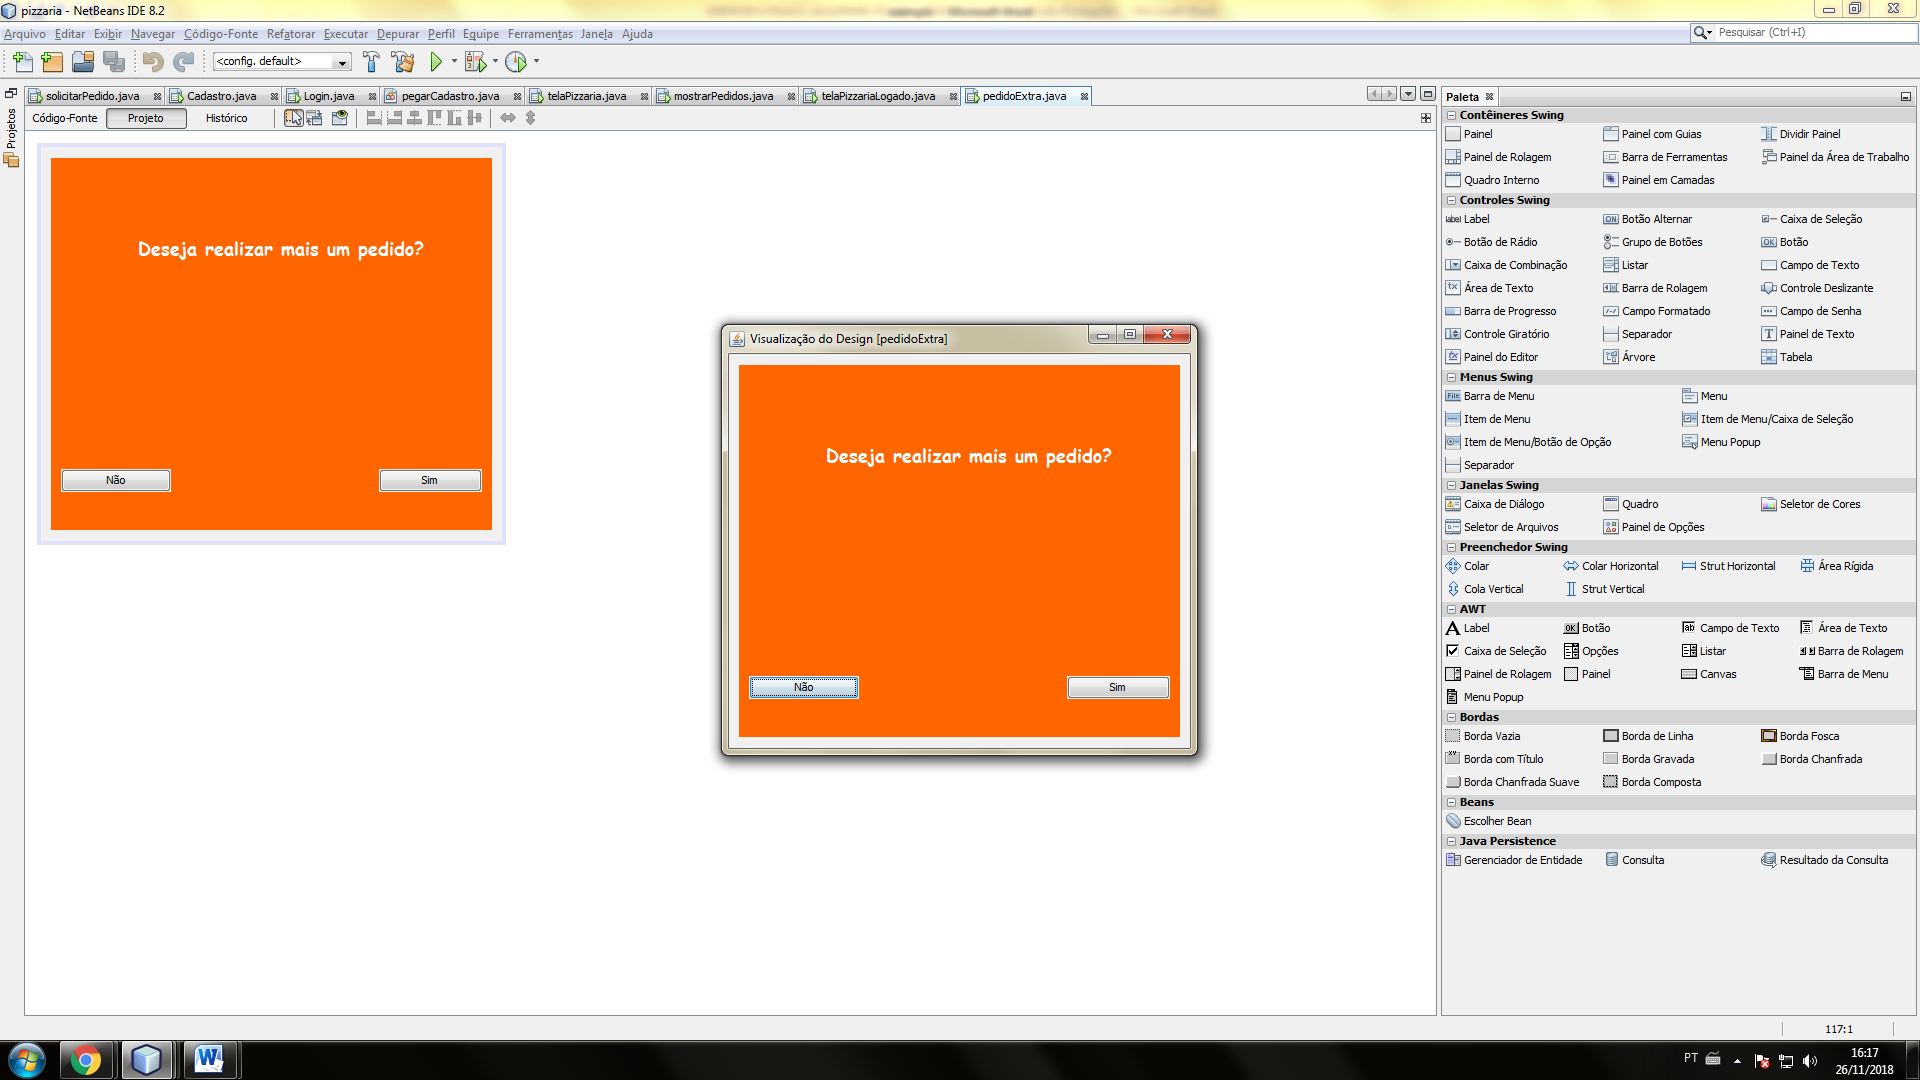 pizzaria - NetBeans IDE 8.2
Arquivo Editar Exibir Navegar Código-Fonte Refatorar Executar Depurar Perfil Equipe Ferramentas Janela Ajuda
Pesquisar (Ctrl+I)
<config. default>
solicitarPedido.java Cadastro.java Login.java pegarCadastro.java telaPizzaria.java mostrarPedidos.java telaPizzariaLogado.java pedidoExtra.java
Código-Fonte Projeto Histórico
Projetos
Deseja realizar mais um pedido?
Não Sim
Visualização do Design [pedidoExtra]
Deseja realizar mais um pedido?
Não Sim
Paleta
Contêineres Swing
Painel Painel com Guias Dividir Painel
Painel de Rolagem Barra de Ferramentas Painel da Área de Trabalho
Quadro Interno Painel em Camadas
Controles Swing
label Label ON Botão Alternar Caixa de Seleção
Botão de Rádio Grupo de Botões OK Botão
Caixa de Combinação Listar Campo de Texto
Área de Texto Barra de Rolagem Controle Deslizante
Barra de Progresso Campo Formatado Campo de Senha
Controle Giratório Separador T Painel de Texto
Painel do Editor Árvore Tabela
Menus Swing
File Barra de Menu Menu
Item de Menu Item de Menu/Caixa de Seleção
Item de Menu/Botão de Opção Menu Popup
Separador
Janelas Swing
Caixa de Diálogo Quadro Seletor de Cores
Seletor de Arquivos Painel de Opções
Preenchedor Swing
Colar Colar Horizontal Strut Horizontal Área Rígida
Cola Vertical Strut Vertical
AWT
A Label OK Botão ab Campo de Texto Área de Texto
Caixa de Seleção Opções Listar Barra de Rolagem
Painel de Rolagem Painel Canvas Barra de Menu
Menu Popup
Bordas
Borda Vazia Borda de Linha Borda Fosca
Borda com Título Borda Gravada Borda Chanfrada
Borda Chanfrada Suave Borda Composta
Beans
Escolher Bean
Java Persistence
Gerenciador de Entidade Consulta Resultado da Consulta
117:1
W
PT
16:17
26/11/2018